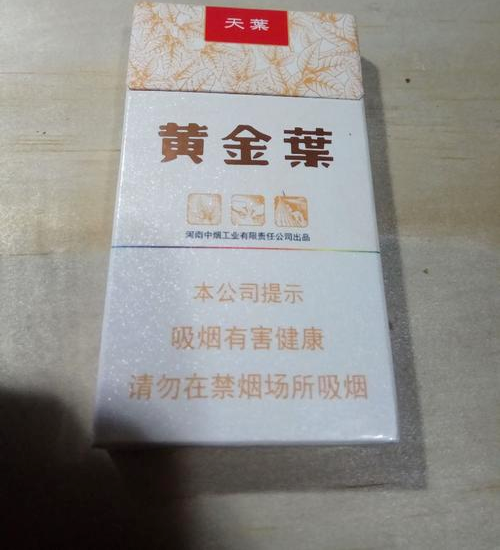 天葉
黄金葉
河南中烟工业有限责任公司出品
本公司提示
吸烟有害健康
请勿在禁烟场所吸烟